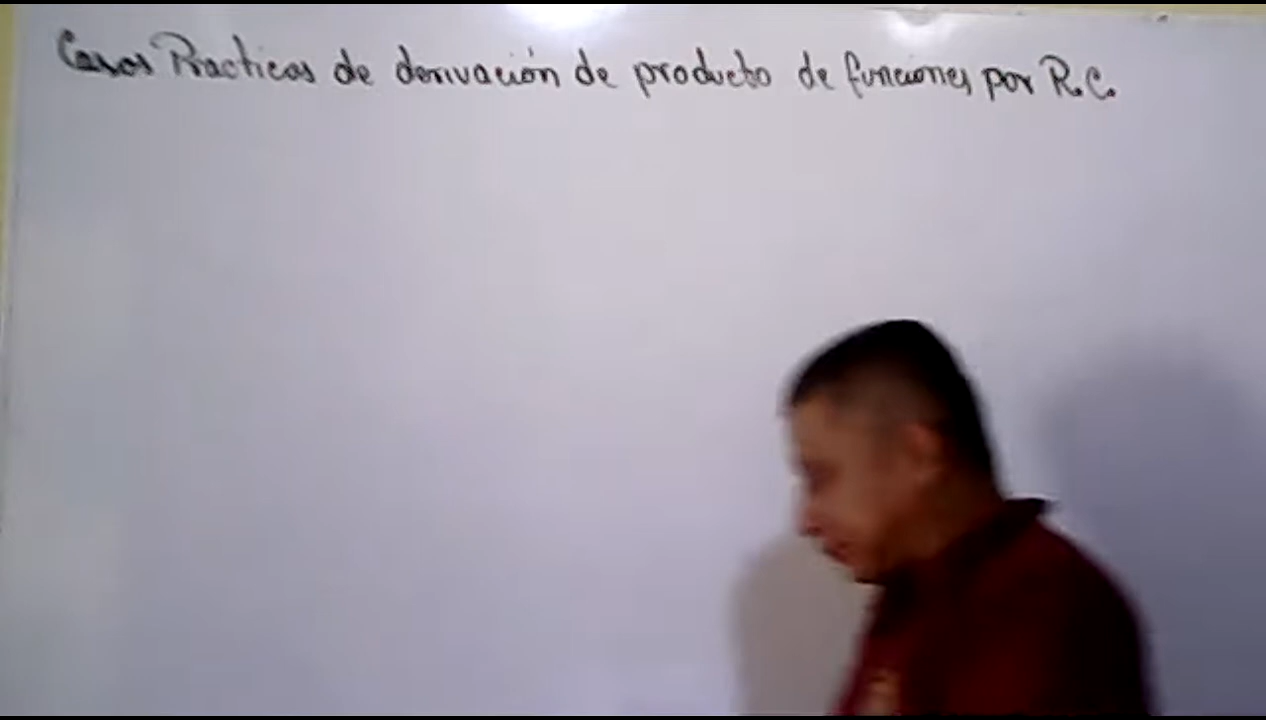 Casos Practicos de derivación de producto de funciones por R.C.